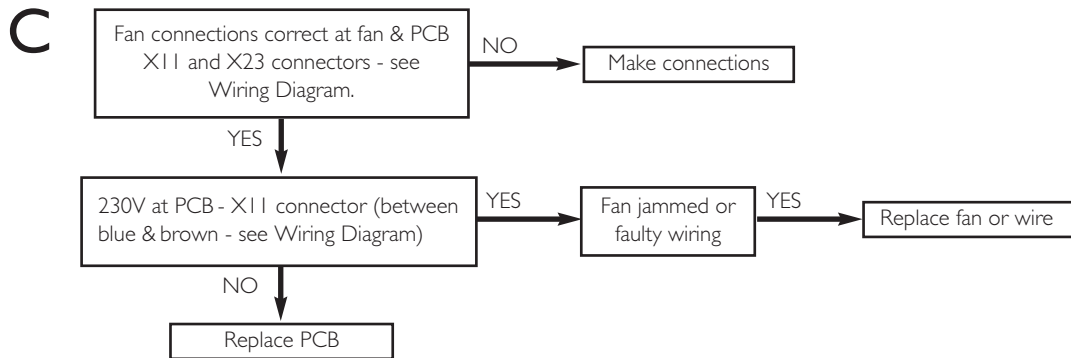 C
Fan connections correct at fan & PCB
X11 and X23 connectors - see
Wiring Diagram.
NO
Make connections
YES
230V at PCB - X11 connector (between
blue & brown - see Wiring Diagram)
YES
Fan jammed or
faulty wiring
YES
Replace fan or wire
NO
Replace PCB